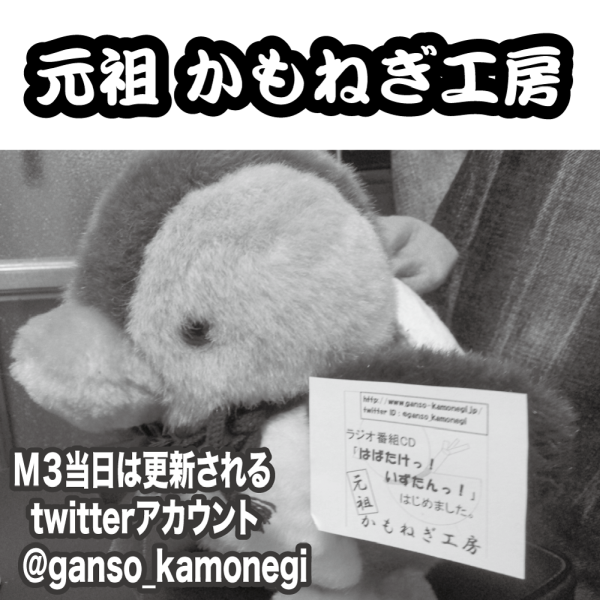 元祖 かもねぎ工房
http://www.ganso-kamonegi.jp/
twitter ID：@ganso_kamonegi
ラジオ番組CD
「はばたけっ！
いずたんっ！」
はじめました。
元祖
かもねぎ工房
M3当日は更新される
twitterアカウント
@ganso_kamonegi